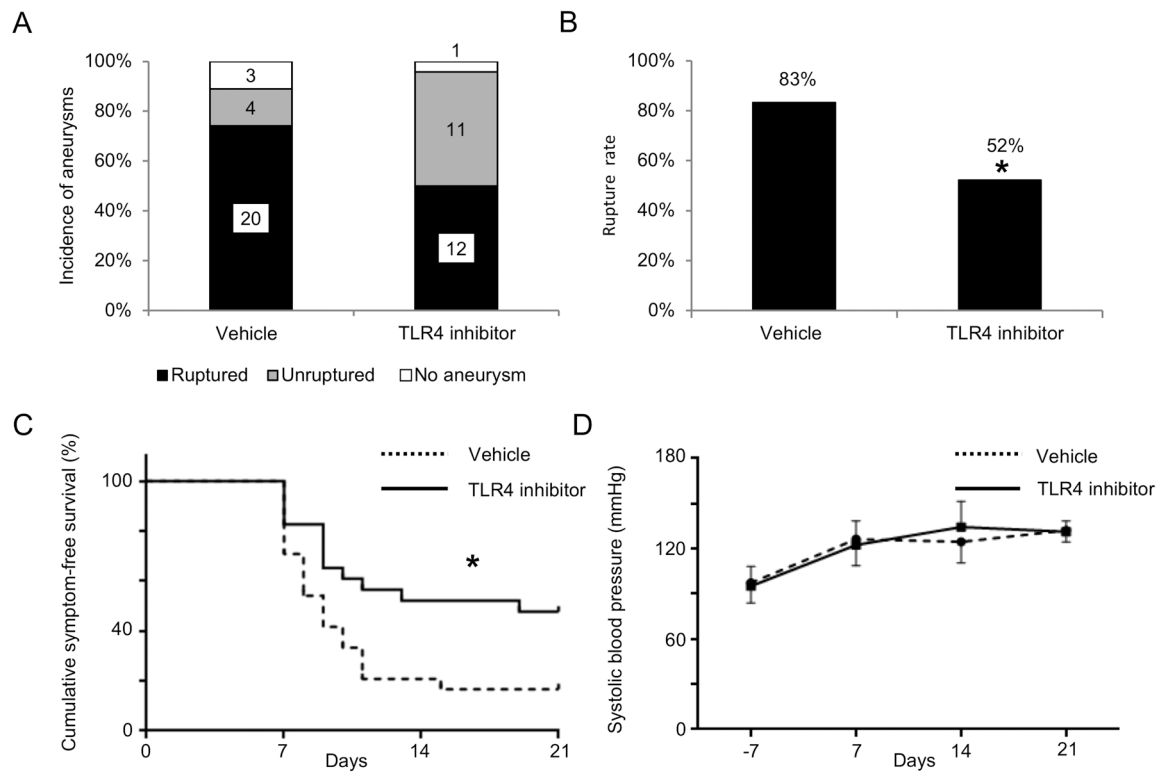 A
Incidence of aneurysms
100%
80%
60%
40%
20%
0%
3
4
20
1
11
12
Vehicle
TLR4 inhibitor
Ruptured
Unruptured
No aneurysm
B
Rupture rate
100%
80%
60%
40%
20%
0%
83%
52%
*
Vehicle
TLR4 inhibitor
C
Cumulative symptom-free survival (%)
100
40
0
Vehicle
TLR4 inhibitor
*
0
7
14
21
Days
D
Systolic blood pressure (mmHg)
180
120
60
0
Vehicle
TLR4 inhibitor
-7
7
14
21
Days